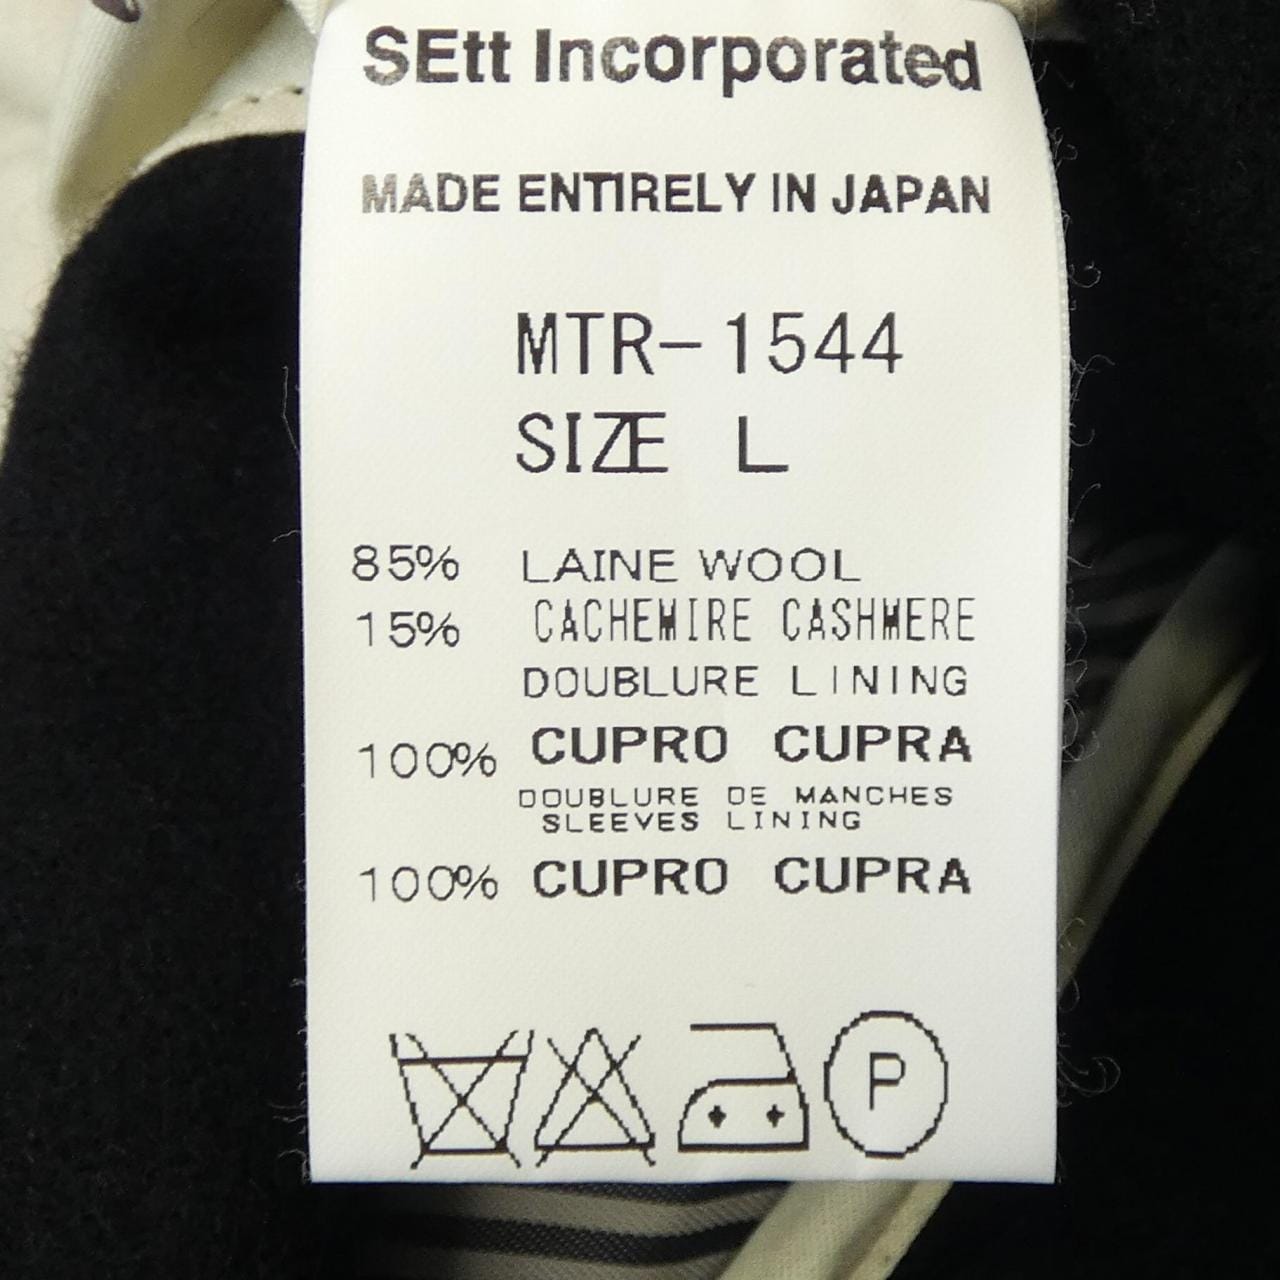 SEtt Incorporated
MADE ENTIRELY IN JAPAN
MTR-1544
SIZE L
85% LAINE WOOL
15% CACHEMIRE CASHMERE
DOUBLURE LINING
100% CUPRO CUPRA
DOUBLURE DE MANCHES
SLEEVES LINING
100% CUPRO CUPRA
P